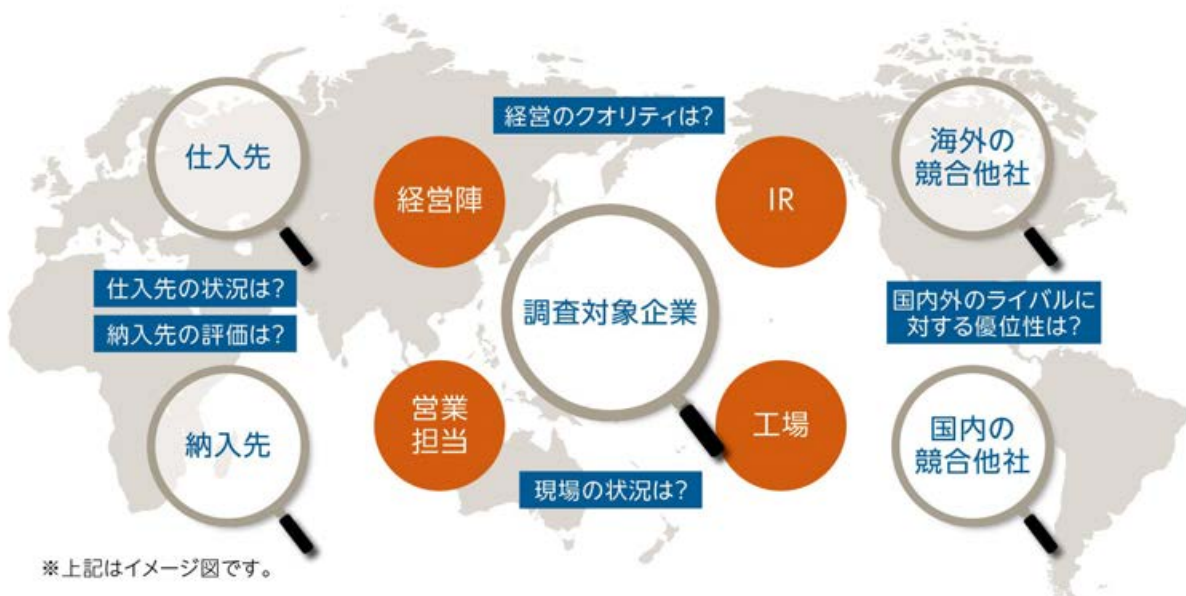 経営のクオリティは?
仕入先
経営陣
IR
海外の
競合他社
仕入先の状況は?
納入先の評価は?
調査対象企業
国内外のライバルに
対する優位性は?
納入先
営業
担当
工場
国内の
競合他社
現場の状況は?
※上記はイメージ図です。